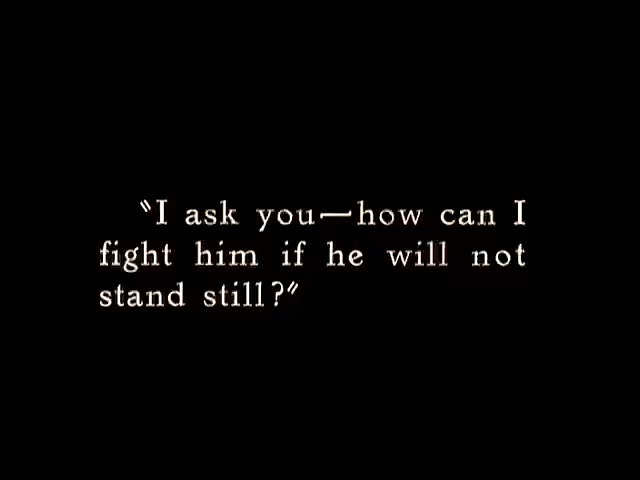 "I ask you—how can I
fight him if he will not
stand still?"